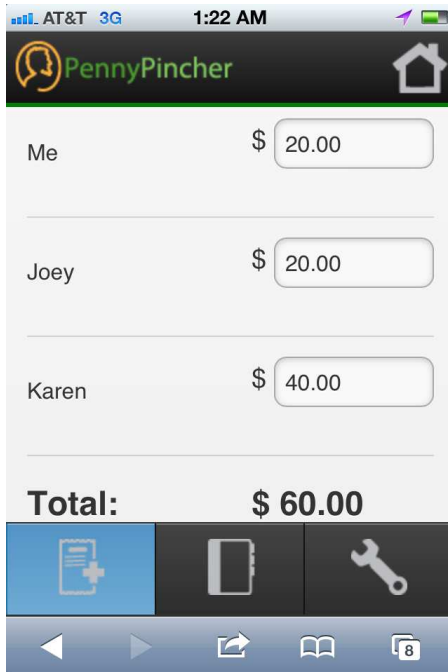 AT&T 3G 1:22 AM
PennyPincher
Me $ 20.00
Joey $ 20.00
Karen $ 40.00
Total: $ 60.00
8